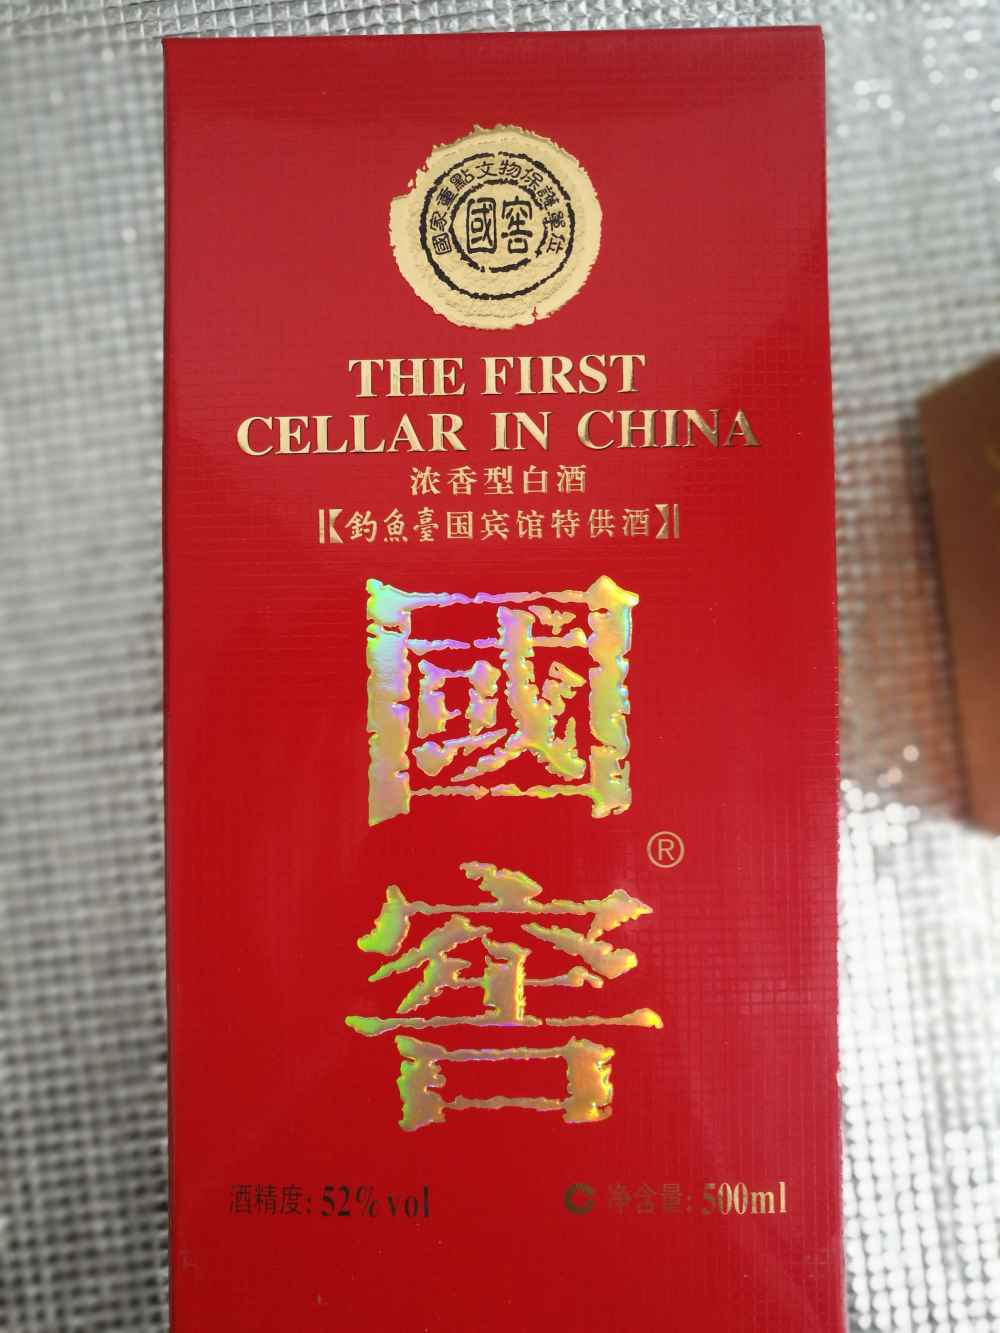 國家重點文物保護單位
國窖
THE FIRST
CELLAR IN CHINA
浓香型白酒
【釣魚臺国宾馆特供酒】
國
窖
®
酒精度: 52%vol
C 净含量: 500ml